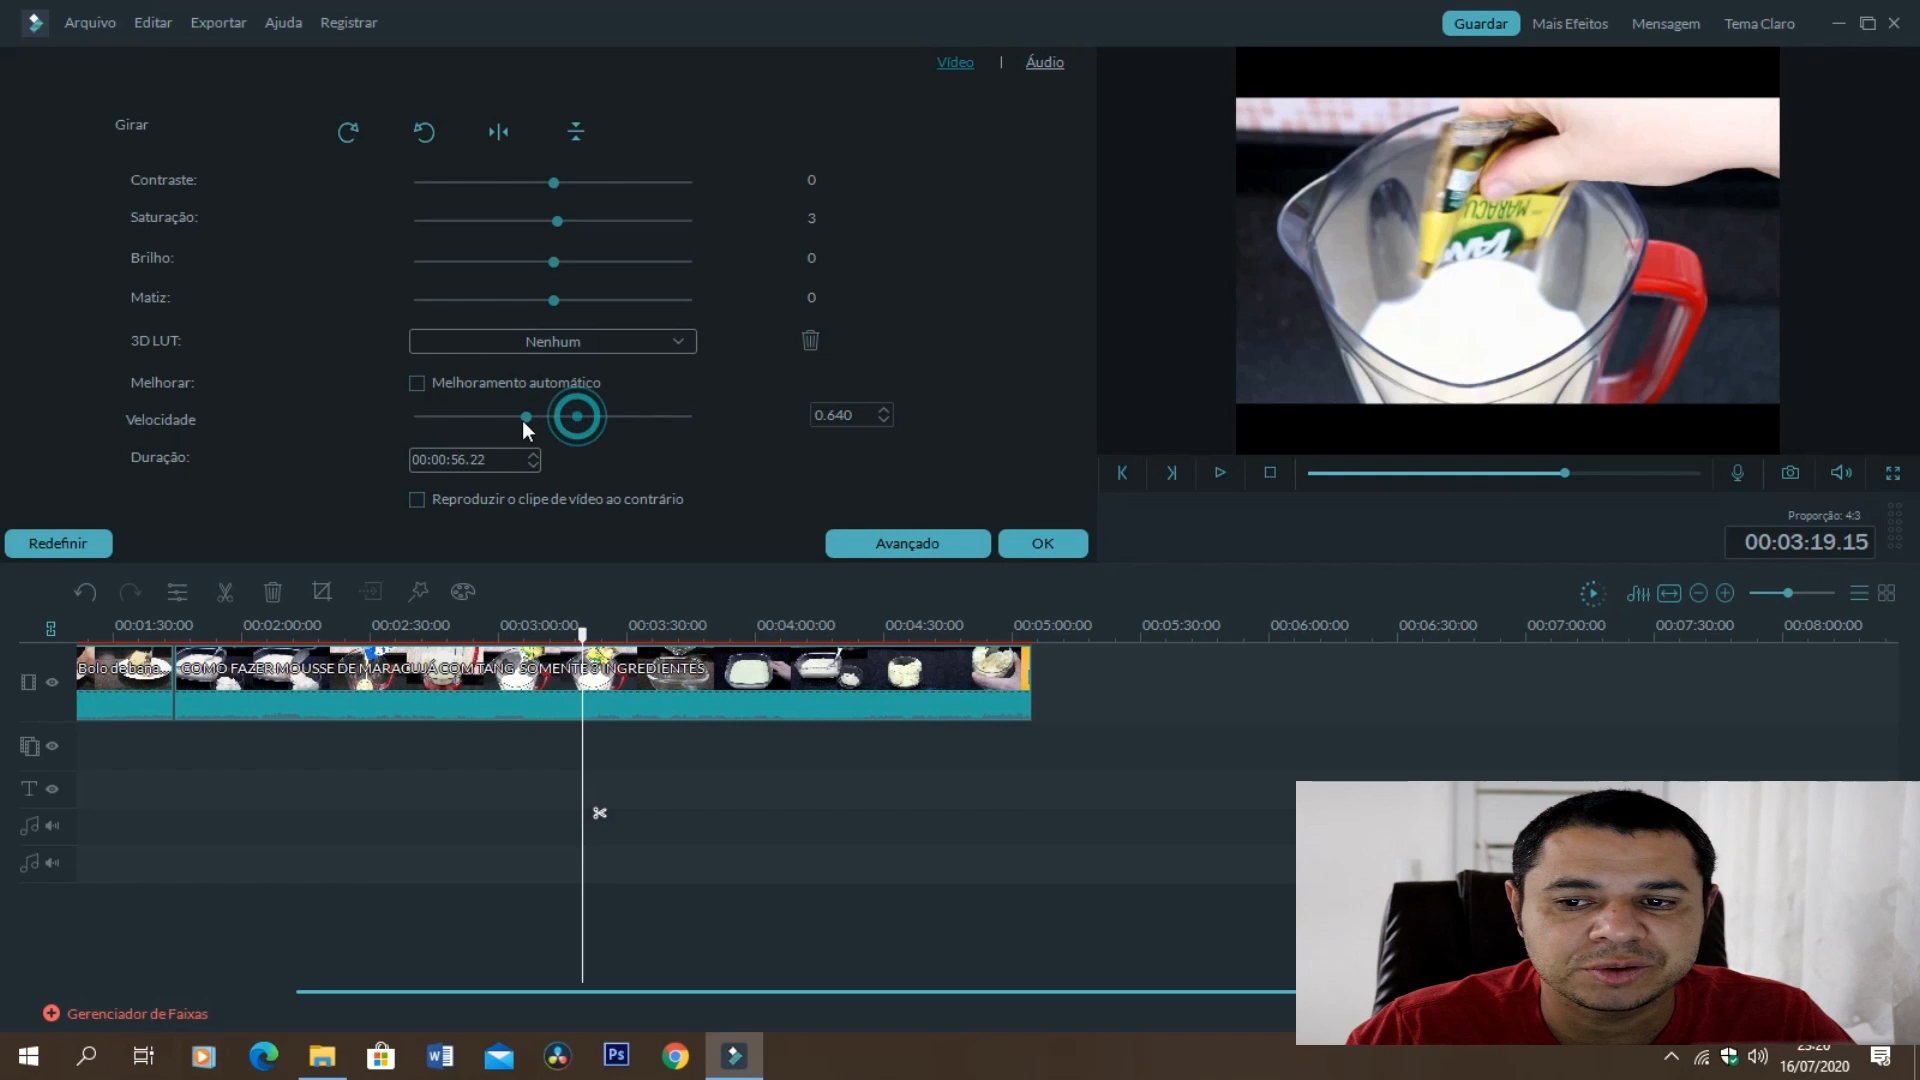 Arquivo Editar Exportar Ajuda Registrar
Guardar Mais Efeitos Mensagem Tema Claro
Vídeo | Áudio
Girar
Contraste: 0
Saturação: 3
Brilho: 0
Matiz: 0
3D LUT: Nenhum
Melhorar: Melhoramento automático
Velocidade 0.640
Duração: 00:00:56.22
Reproduzir o clipe de vídeo ao contrário
Redefinir Avançado OK
MARACUJÁ
TANG
Proporção: 4:3
00:03:19.15
00:01:30:00 00:02:00:00 00:02:30:00 00:03:00:00 00:03:30:00 00:04:00:00 00:04:30:00 00:05:00:00 00:05:30:00 00:06:00:00 00:06:30:00 00:07:00:00 00:07:30:00 00:08:00:00
Bolo de bana... COMO FAZER MOUSSE DE MARACUJÁ COM TANG SOMENTE 3 INGREDIENTES
T
Gerenciador de Faixas
W Ps
16/07/2020